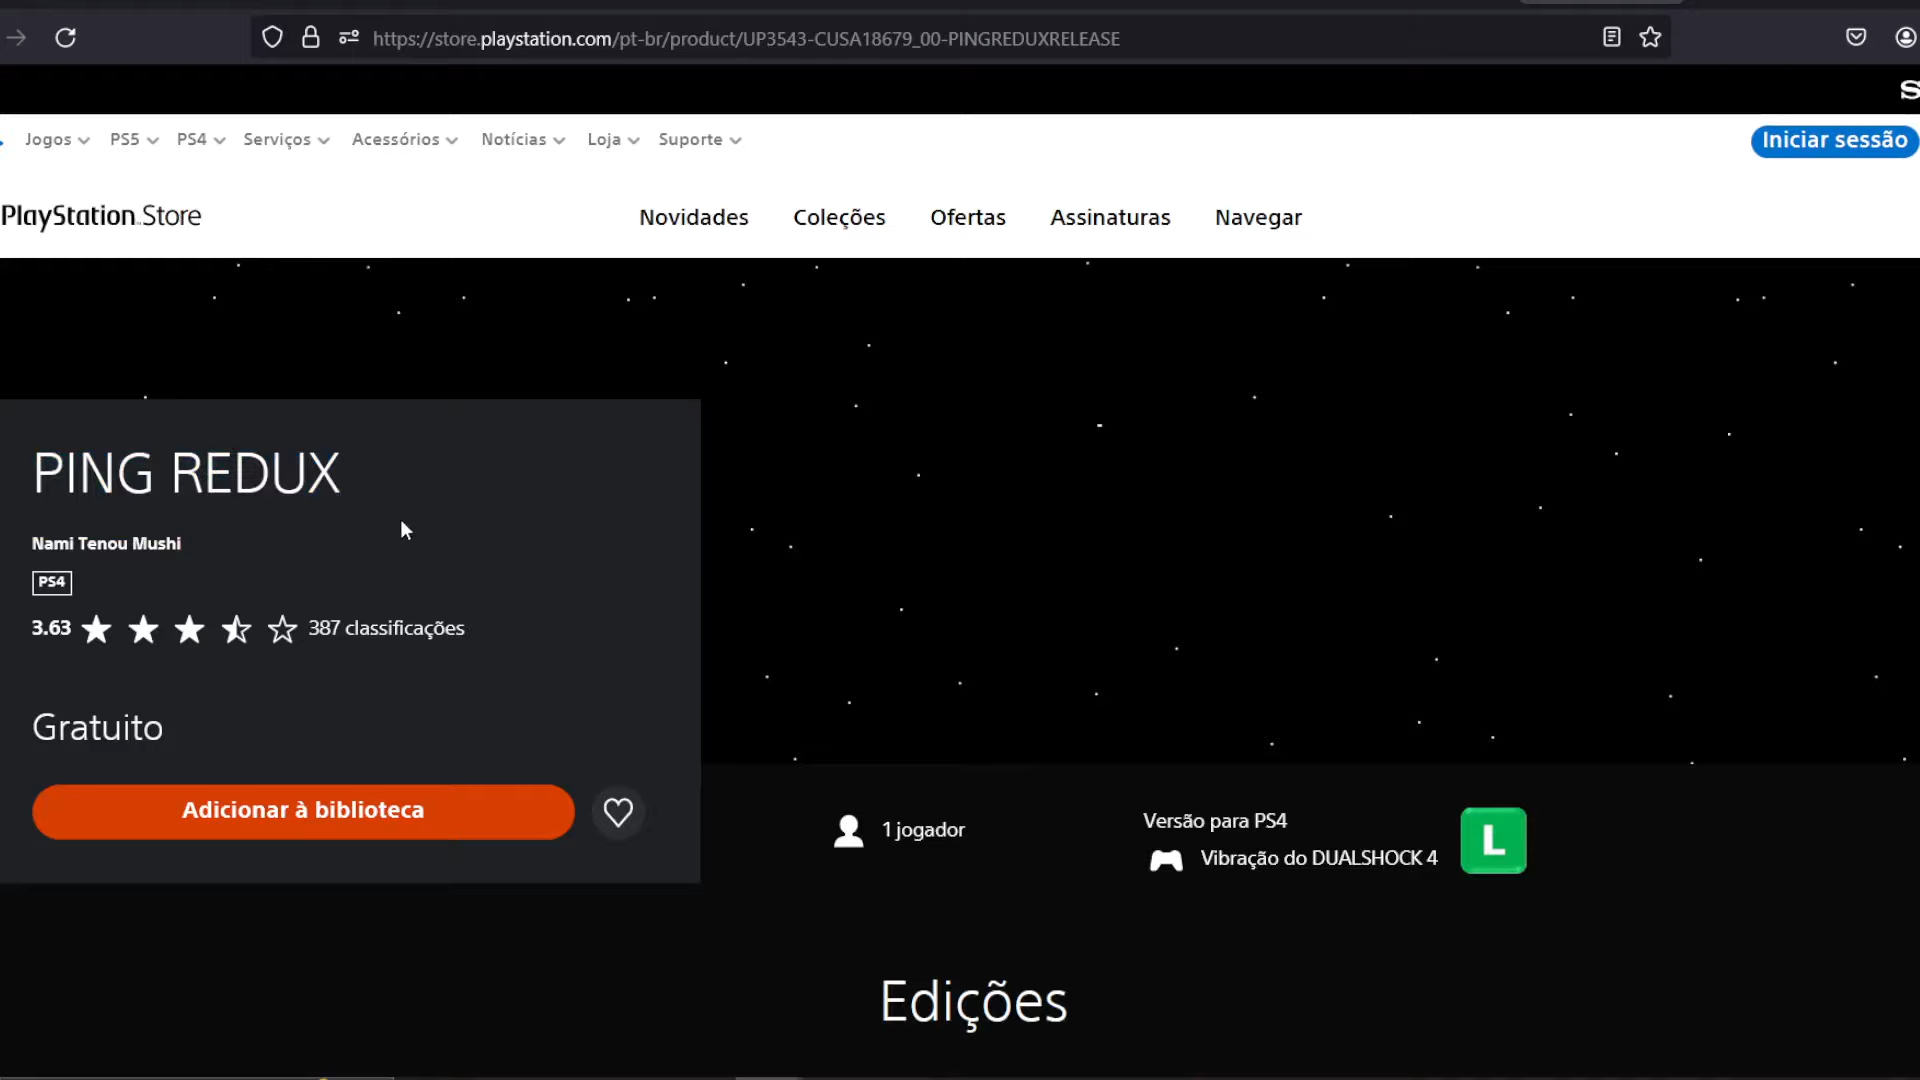 https://store.playstation.com/pt-br/product/UP3543-CUSA18679_00-PINGREDUXRELEASE
Jogos PS5 PS4 Serviços Acessórios Notícias Loja Suporte
Iniciar sessão
PlayStation Store
Novidades Coleções Ofertas Assinaturas Navegar
PING REDUX
Nami Tenou Mushi
PS4
3.63 387 classificações
Gratuito
Adicionar à biblioteca
1 jogador
Versão para PS4
Vibração do DUALSHOCK 4
L
Edições